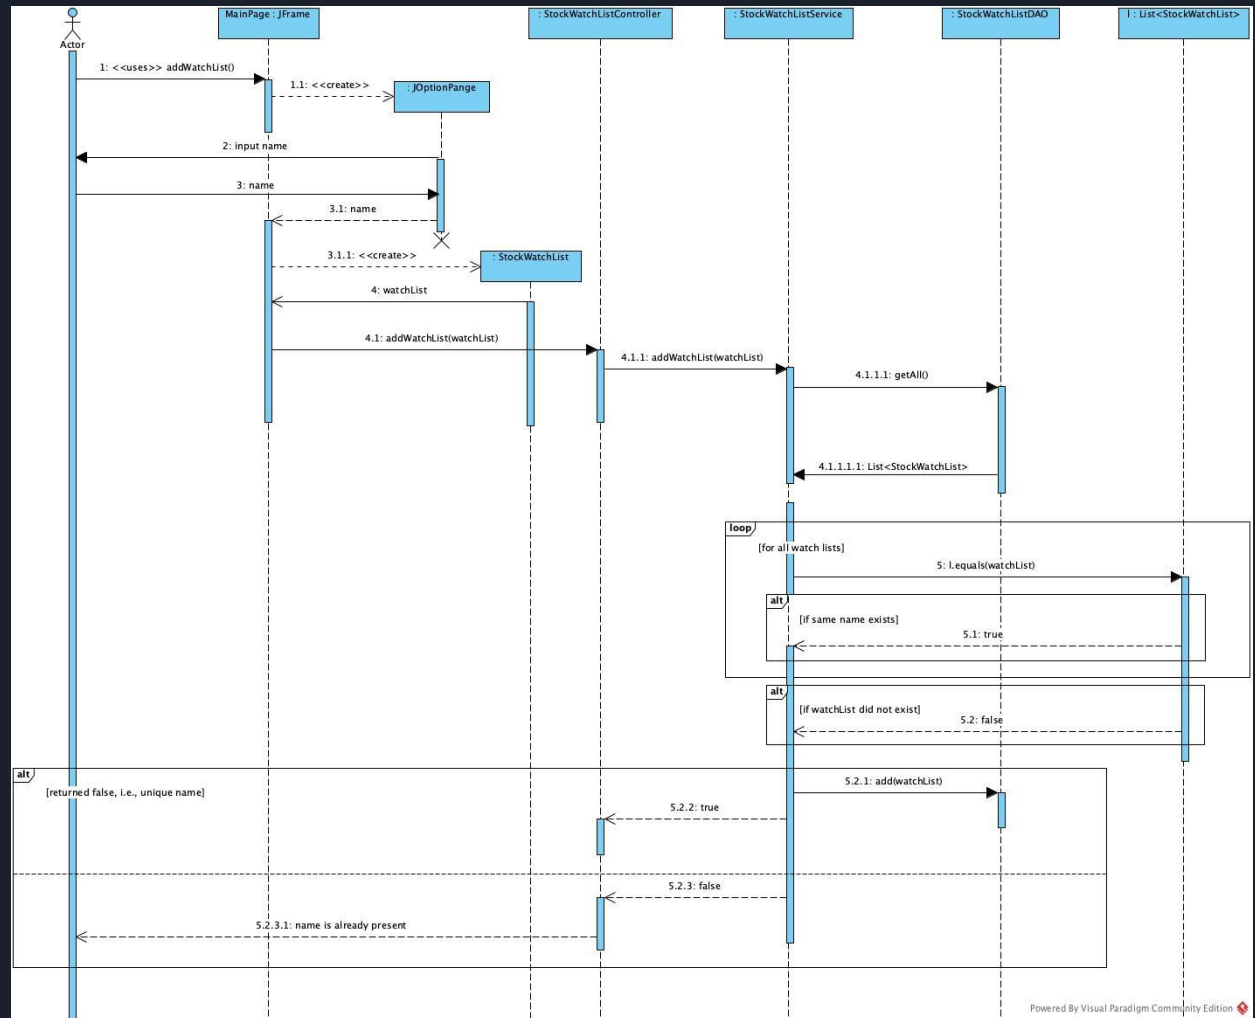 MainPage : JFrame
: StockWatchListController
: StockWatchListService
: StockWatchListDAO
l : List<StockWatchList>
Actor
1: <<uses>> addWatchList()
1.1: <<create>>
: JOptionPange
2: input name
3: name
3.1: name
3.1.1: <<create>>
: StockWatchList
4: watchList
4.1: addWatchList(watchList)
4.1.1: addWatchList(watchList)
4.1.1.1: getAll()
4.1.1.1.1: List<StockWatchList>
loop
[for all watch lists]
5: l.equals(watchList)
alt
[if same name exists]
5.1: true
alt
[if watchList did not exist]
5.2: false
alt
[returned false, i.e., unique name]
5.2.1: add(watchList)
5.2.2: true
5.2.3: false
5.2.3.1: name is already present
Powered By Visual Paradigm Community Edition